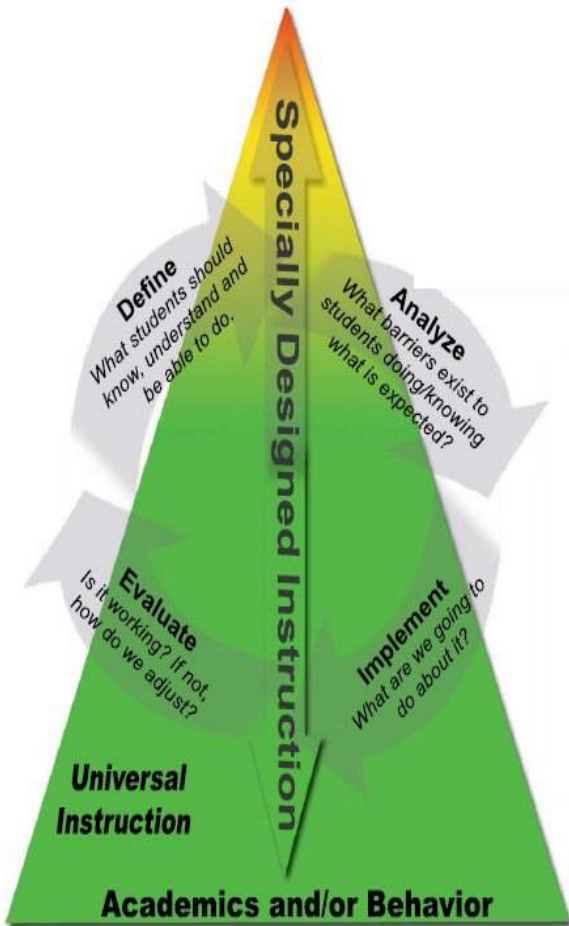 Specially Designed Instruction
Define
What students should
know, understand and
be able to do.
Analyze
What barriers exist to
students doing/knowing
what is expected?
Implement
What are we going to
do about it?
Evaluate
Is it working? If not,
how do we adjust?
Universal
Instruction
Academics and/or Behavior